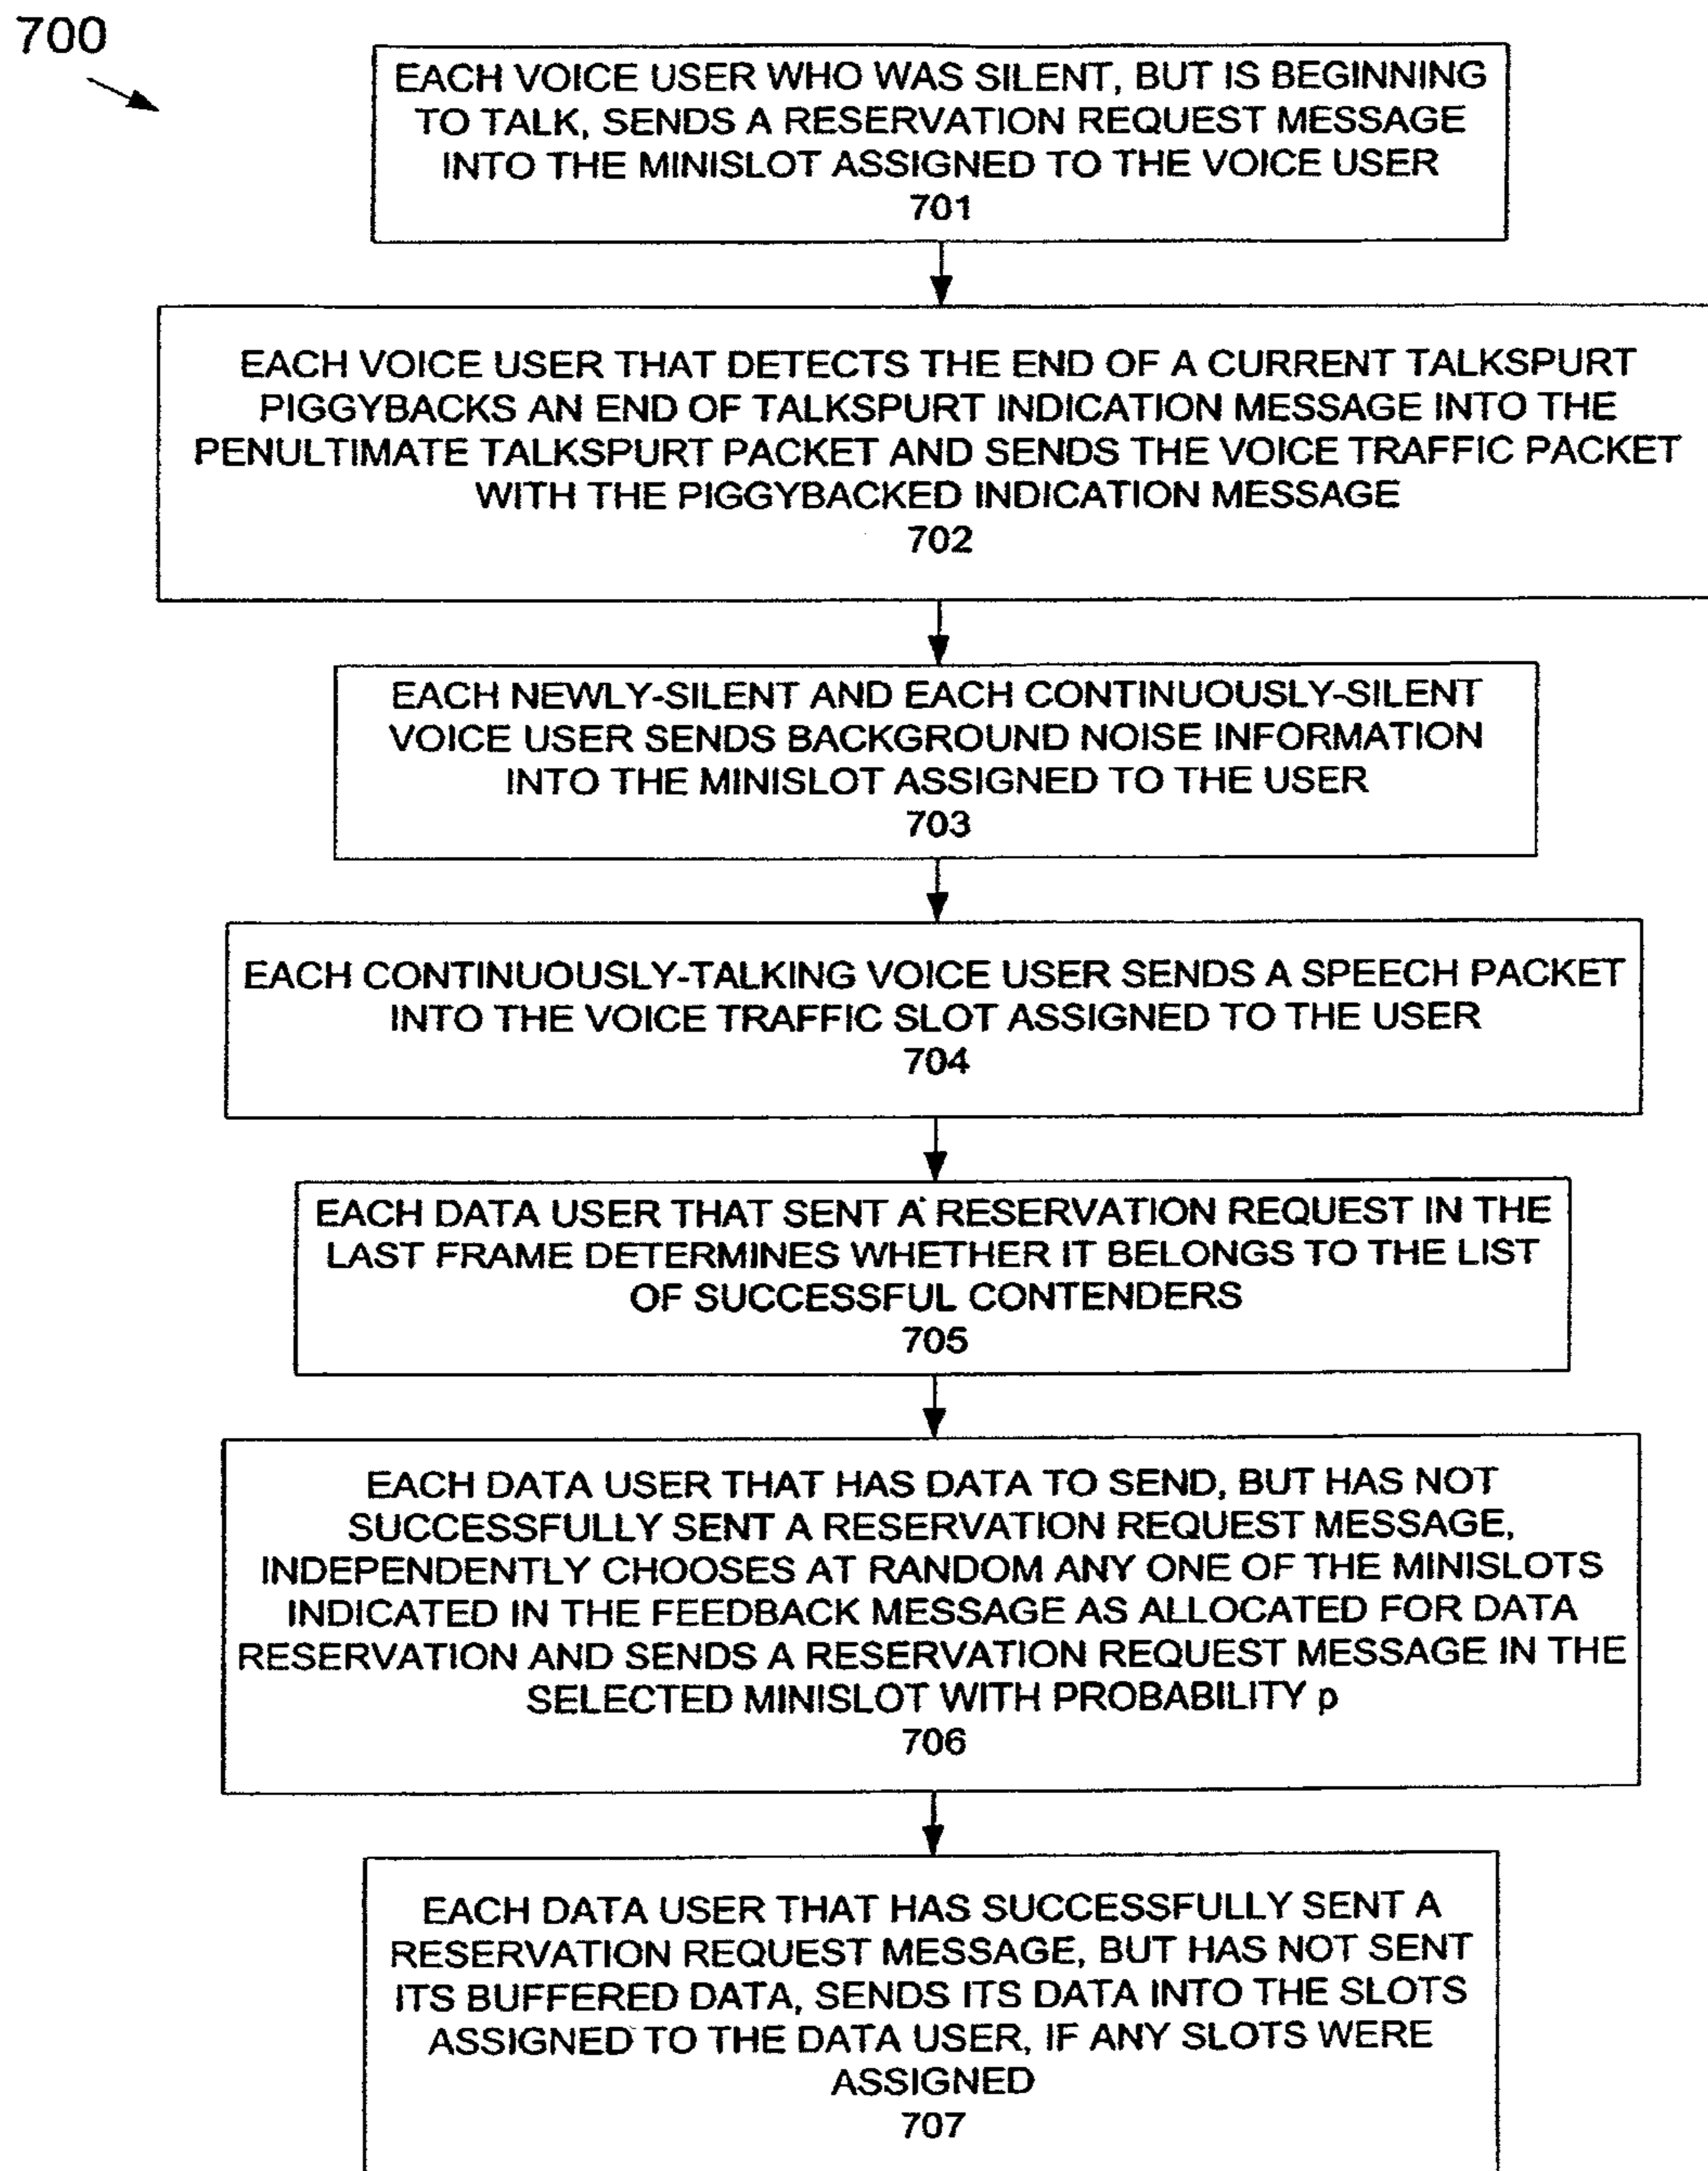 700
EACH VOICE USER WHO WAS SILENT, BUT IS BEGINNING
TO TALK, SENDS A RESERVATION REQUEST MESSAGE
INTO THE MINISLOT ASSIGNED TO THE VOICE USER
701
EACH VOICE USER THAT DETECTS THE END OF A CURRENT TALKSPURT
PIGGYBACKS AN END OF TALKSPURT INDICATION MESSAGE INTO THE
PENULTIMATE TALKSPURT PACKET AND SENDS THE VOICE TRAFFIC PACKET
WITH THE PIGGYBACKED INDICATION MESSAGE
702
EACH NEWLY-SILENT AND EACH CONTINUOUSLY-SILENT
VOICE USER SENDS BACKGROUND NOISE INFORMATION
INTO THE MINISLOT ASSIGNED TO THE USER
703
EACH CONTINUOUSLY-TALKING VOICE USER SENDS A SPEECH PACKET
INTO THE VOICE TRAFFIC SLOT ASSIGNED TO THE USER
704
EACH DATA USER THAT SENT A RESERVATION REQUEST IN THE
LAST FRAME DETERMINES WHETHER IT BELONGS TO THE LIST
OF SUCCESSFUL CONTENDERS
705
EACH DATA USER THAT HAS DATA TO SEND, BUT HAS NOT
SUCCESSFULLY SENT A RESERVATION REQUEST MESSAGE,
INDEPENDENTLY CHOOSES AT RANDOM ANY ONE OF THE MINISLOTS
INDICATED IN THE FEEDBACK MESSAGE AS ALLOCATED FOR DATA
RESERVATION AND SENDS A RESERVATION REQUEST MESSAGE IN THE
SELECTED MINISLOT WITH PROBABILITY p
706
EACH DATA USER THAT HAS SUCCESSFULLY SENT A
RESERVATION REQUEST MESSAGE, BUT HAS NOT SENT
ITS BUFFERED DATA, SENDS ITS DATA INTO THE SLOTS
ASSIGNED TO THE DATA USER, IF ANY SLOTS WERE
ASSIGNED
707